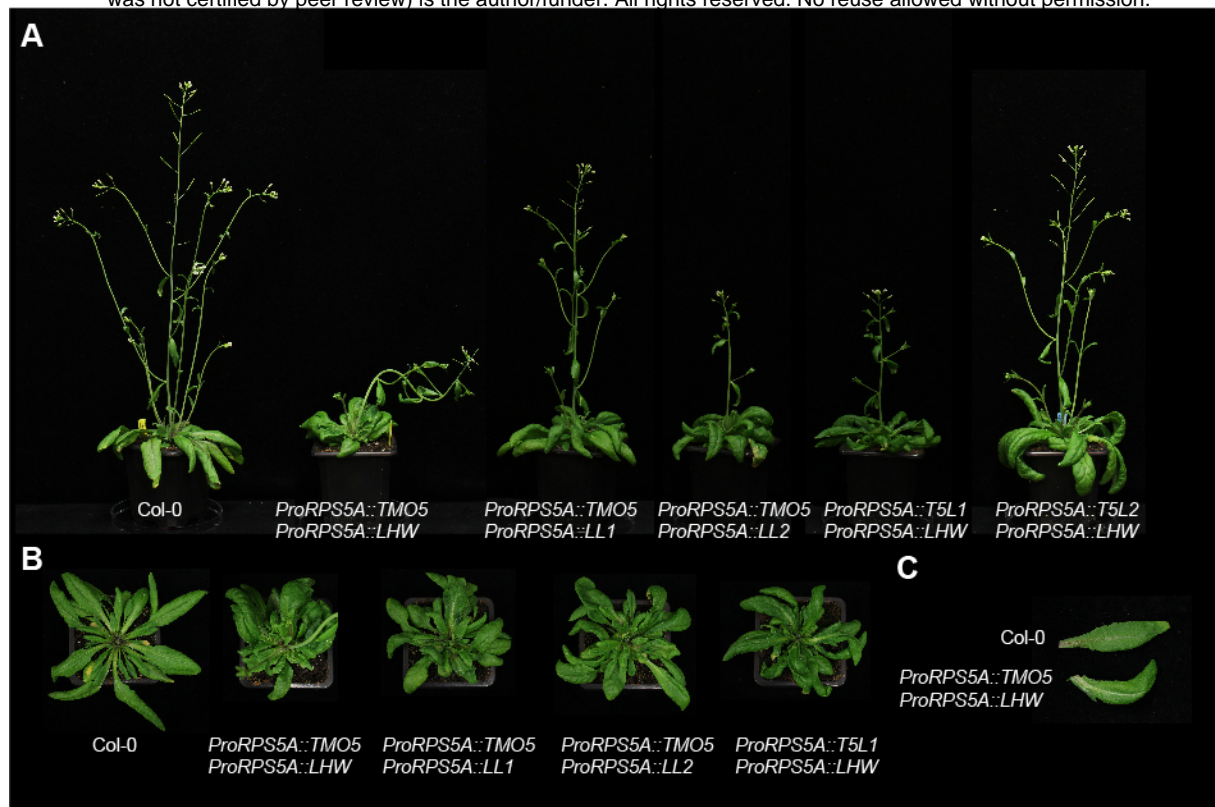 was not certified by peer review) is the author/funder. All rights reserved. No reuse allowed without permission.
A
Col-0
ProRPS5A::TMO5
ProRPS5A::LHW
ProRPS5A::TMO5
ProRPS5A::LL1
ProRPS5A::TMO5
ProRPS5A::LL2
ProRPS5A::T5L1
ProRPS5A::LHW
ProRPS5A::T5L2
ProRPS5A::LHW
B
Col-0
ProRPS5A::TMO5
ProRPS5A::LHW
ProRPS5A::TMO5
ProRPS5A::LL1
ProRPS5A::TMO5
ProRPS5A::LL2
ProRPS5A::T5L1
ProRPS5A::LHW
C
Col-0
ProRPS5A::TMO5
ProRPS5A::LHW